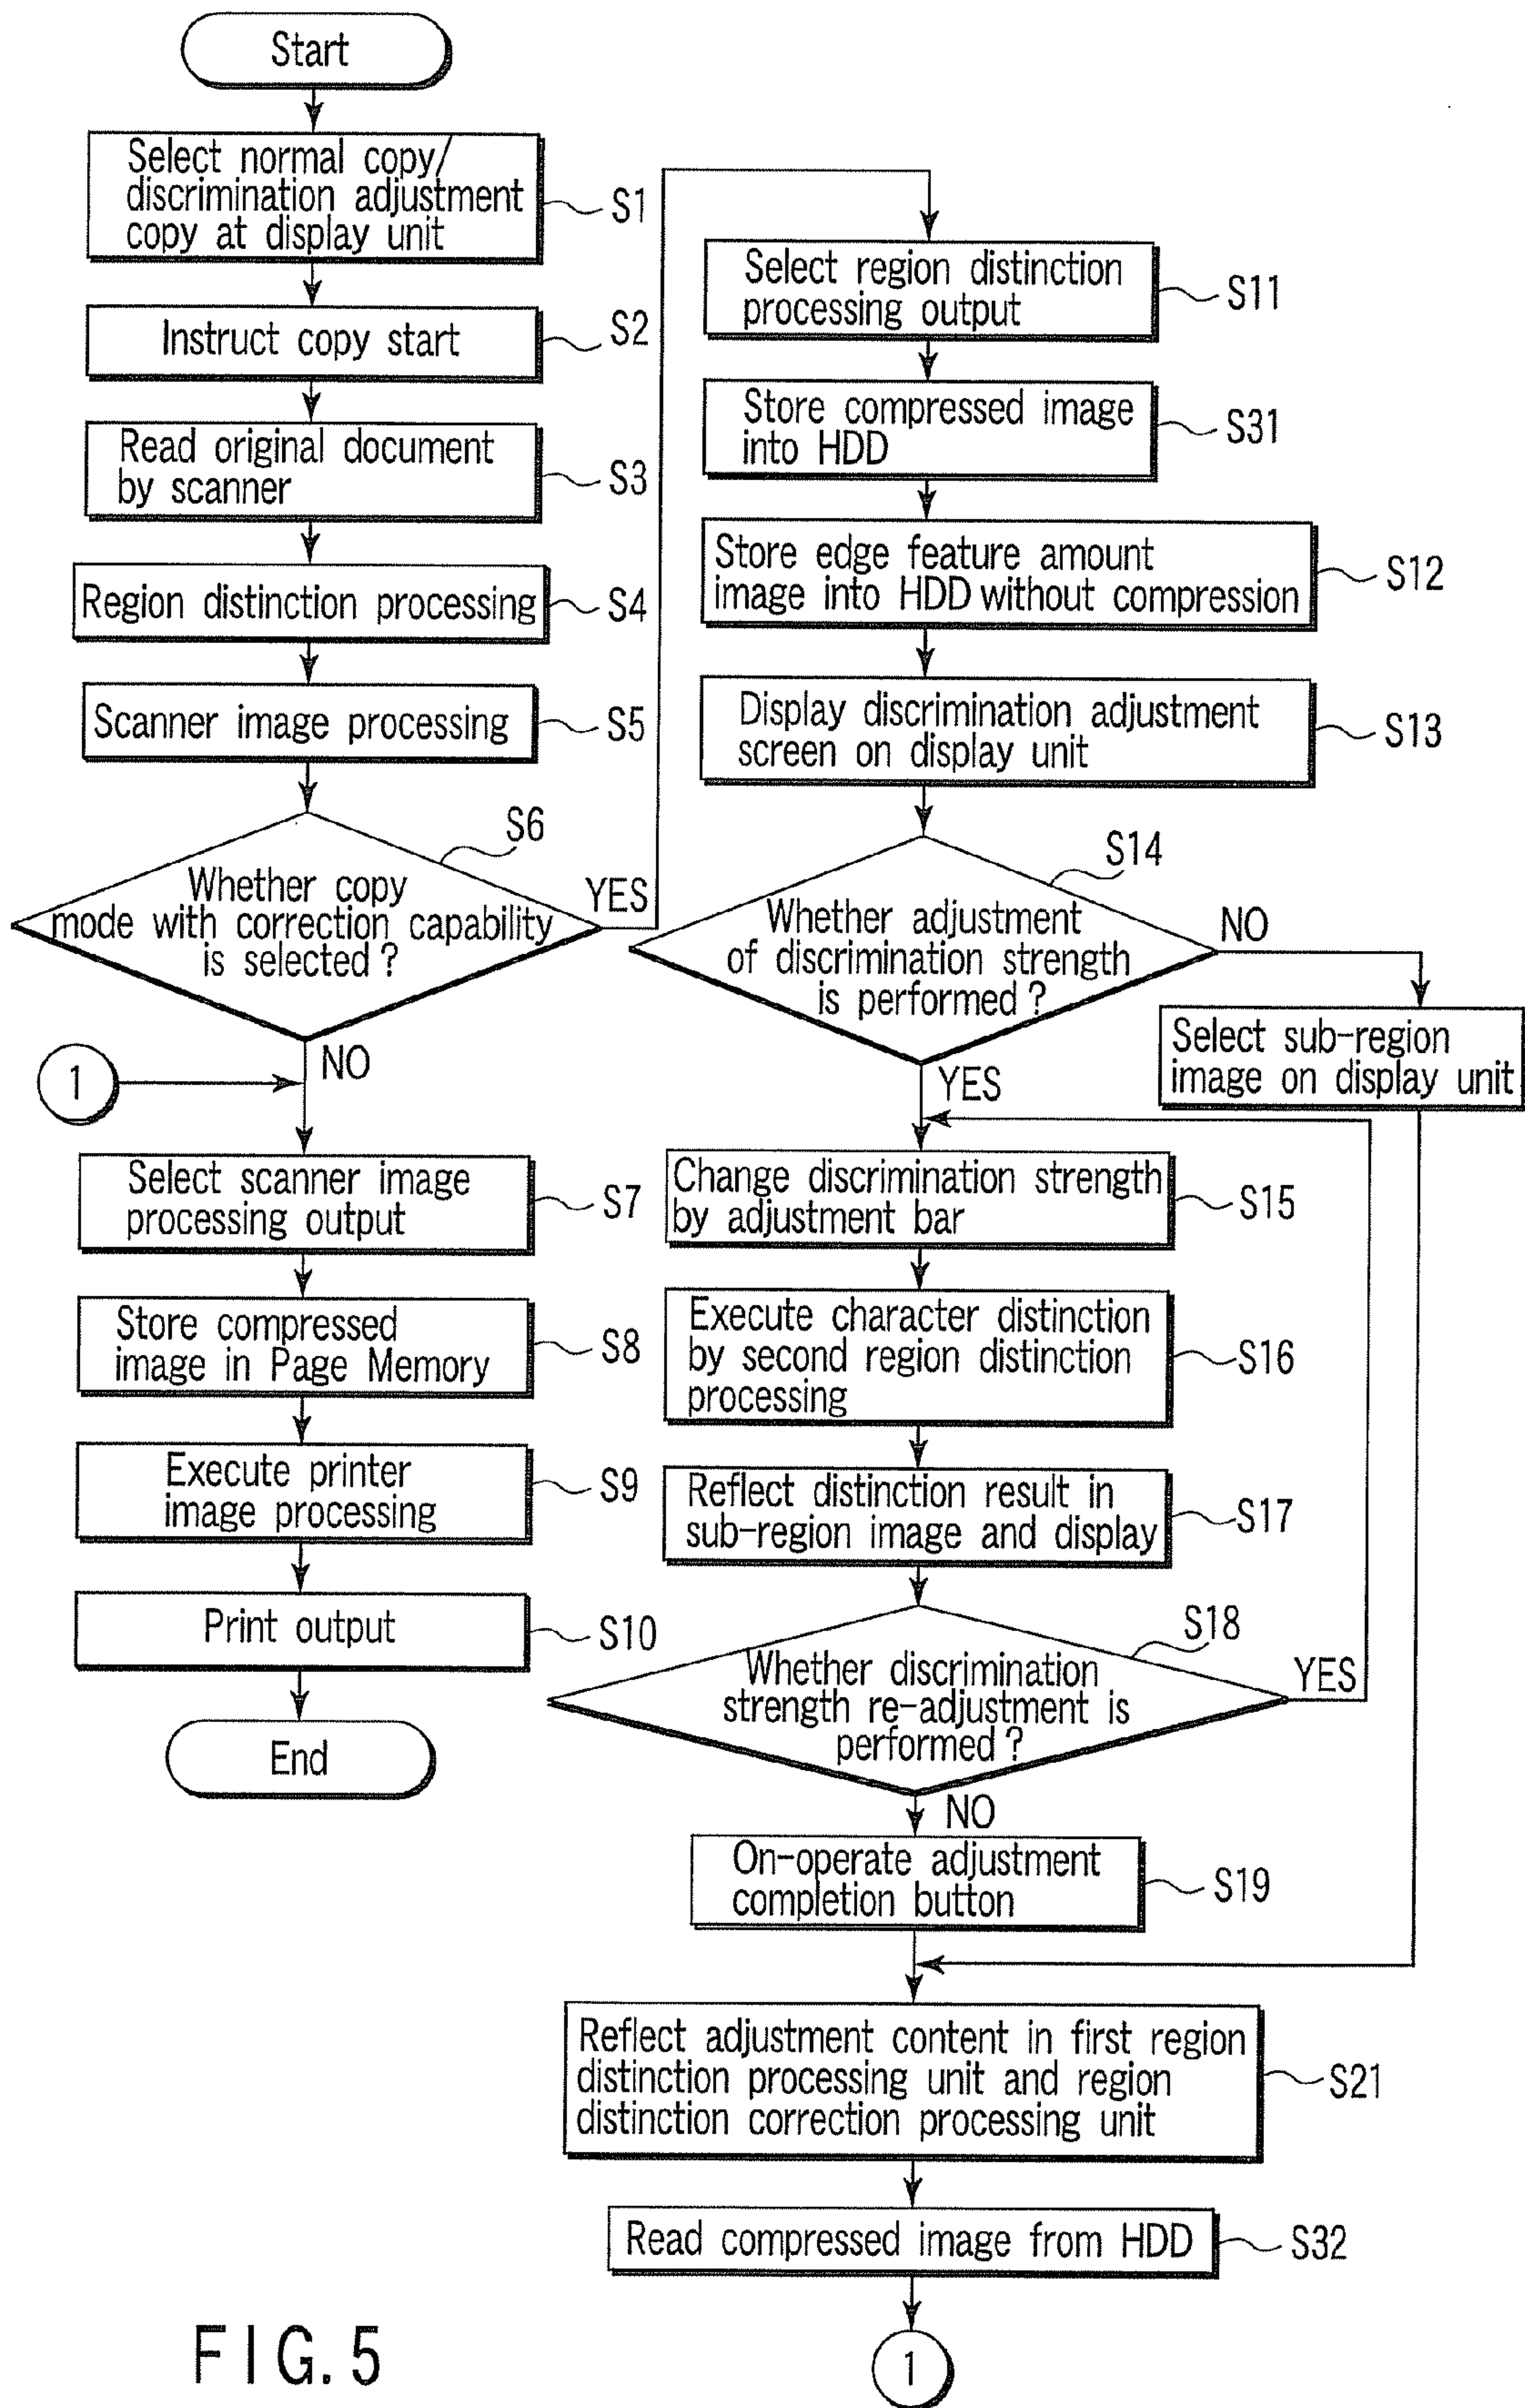 Start
Select normal copy/
discrimination adjustment
copy at display unit
S1
Instruct copy start
S2
Read original document
by scanner
S3
Region distinction processing
S4
Scanner image processing
S5
S6
Whether copy
mode with correction capability
is selected?
YES
NO
1
Select scanner image
processing output
S7
Store compressed
image in Page Memory
S8
Execute printer
image processing
S9
Print output
S10
End
Select region distinction
processing output
S11
Store compressed image
into HDD
S31
Store edge feature amount
image into HDD without compression
S12
Display discrimination adjustment
screen on display unit
S13
S14
Whether adjustment
of discrimination strength
is performed?
NO
YES
Select sub-region
image on display unit
Change discrimination strength
by adjustment bar
S15
Execute character distinction
by second region distinction
processing
S16
Reflect distinction result in
sub-region image and display
S17
S18
Whether discrimination
strength re-adjustment is
performed?
YES
NO
On-operate adjustment
completion button
S19
Reflect adjustment content in first region
distinction processing unit and region
distinction correction processing unit
S21
Read compressed image from HDD
S32
1
FIG. 5